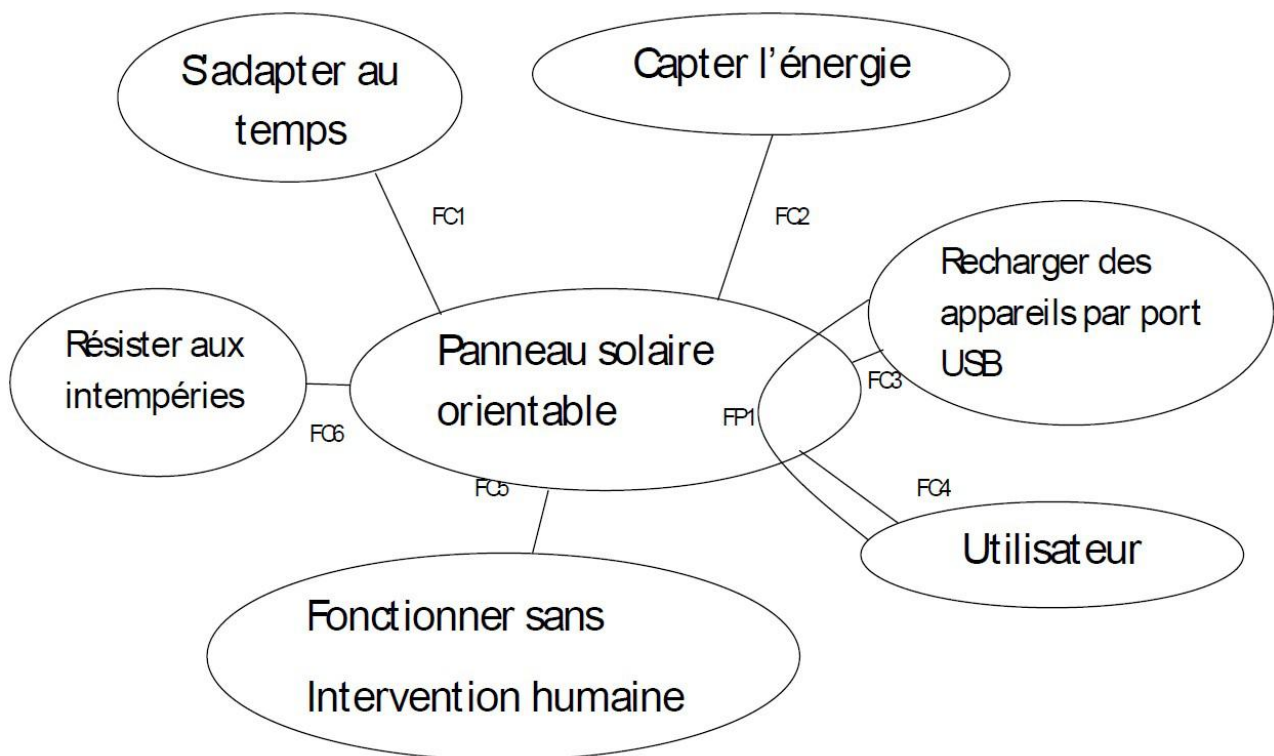 S'adapter au
temps
Capter l'énergie
FC1
FC2
Recharger des
appareils par port
USB
Résister aux
intempéries
Panneau solaire
orientable
FC3
FP1
FC6
FC5
FC4
Utilisateur
Fonctionner sans
Intervention humaine